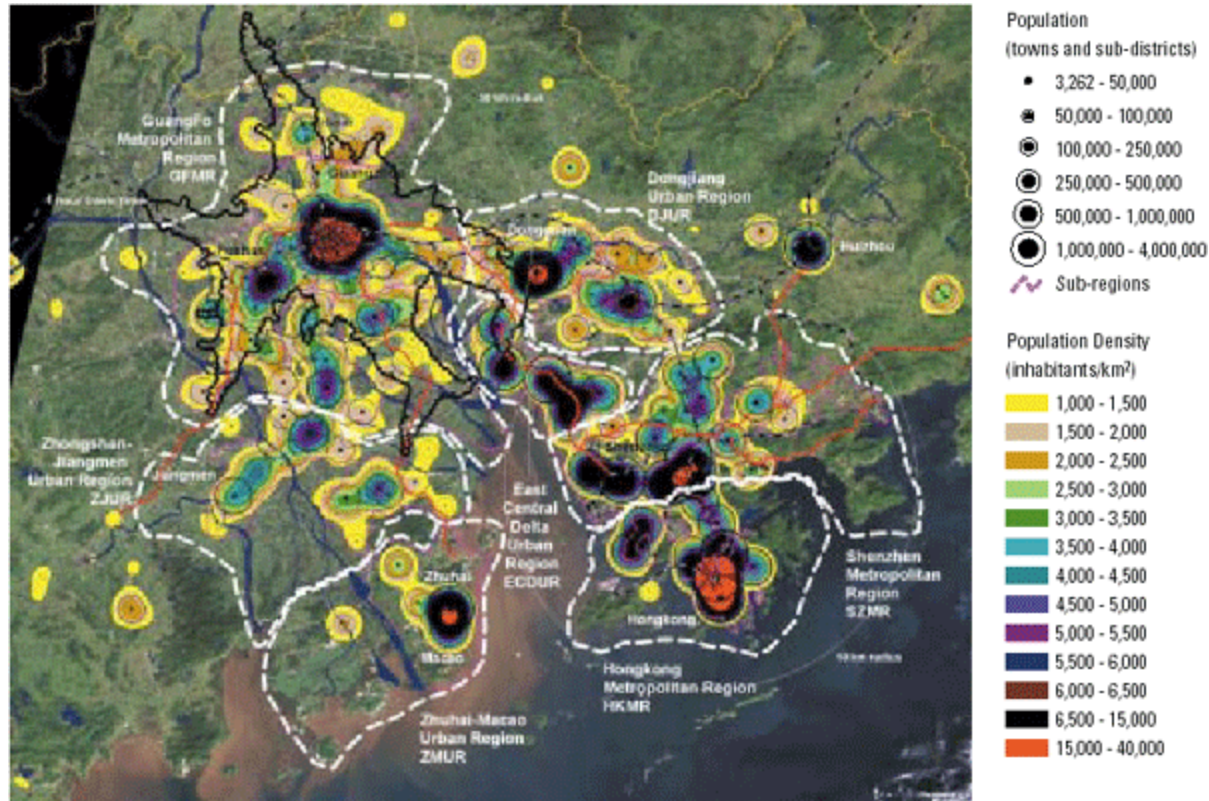 GuangFo
Metropolitan
Region
GFMR
Dongjiang
Urban Region
DJUR
Dongguan
Huizhou
Zhongshan-
Jiangmen
Urban Region
ZJUR
Jiangmen
East
Central
Delta
Urban
Region
ECDUR
Shenzhen
Metropolitan
Region
SZMR
Zhuhai
Macao
Hongkong
Hongkong
Metropolitan Region
HKMR
Zhuhai-Macao
Urban Region
ZMUR
radius
Population
(towns and sub-districts)
3,262 - 50,000
50,000 - 100,000
100,000 - 250,000
250,000 - 500,000
500,000 - 1,000,000
1,000,000 - 4,000,000
Sub-regions
Population Density
(inhabitants/km²)
1,000 - 1,500
1,500 - 2,000
2,000 - 2,500
2,500 - 3,000
3,000 - 3,500
3,500 - 4,000
4,000 - 4,500
4,500 - 5,000
5,000 - 5,500
5,500 - 6,000
6,000 - 6,500
6,500 - 15,000
15,000 - 40,000